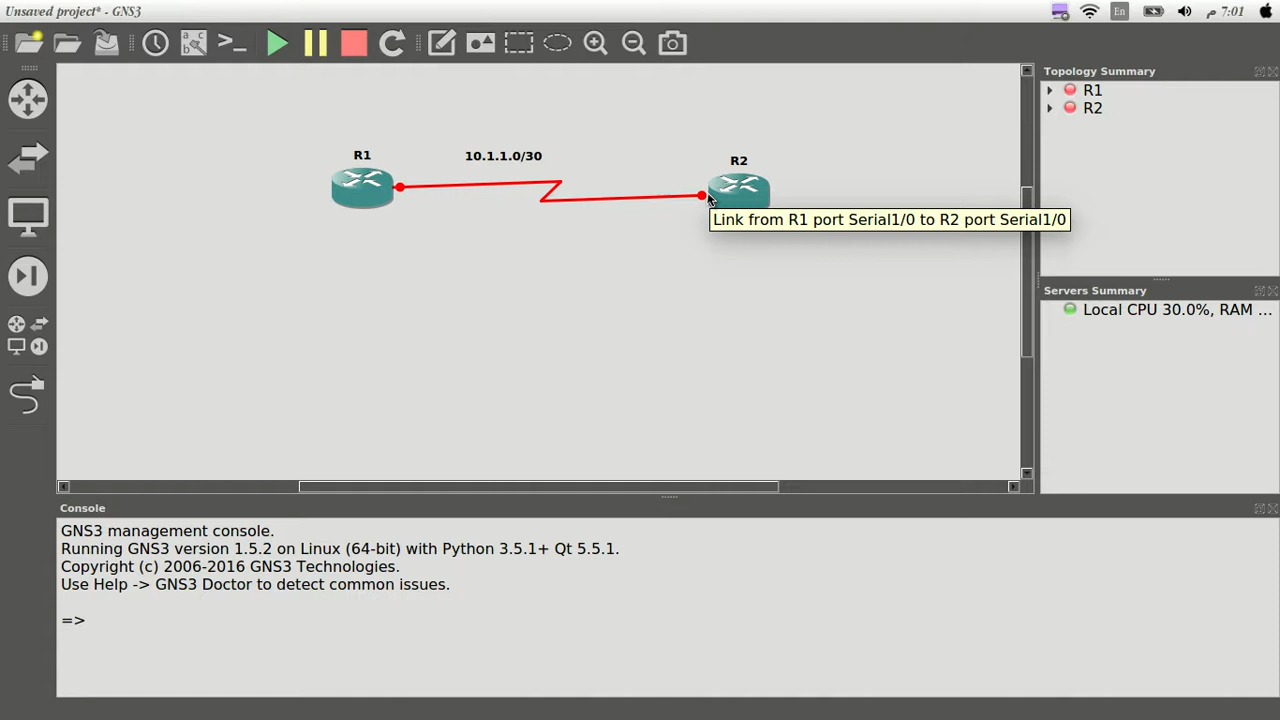 Unsaved project* - GNS3
En
7:01 م
a
b
c
>_
Topology Summary
R1
R2
R1
10.1.1.0/30
R2
Link from R1 port Serial1/0 to R2 port Serial1/0
Servers Summary
Local CPU 30.0%, RAM ...
Console
GNS3 management console.
Running GNS3 version 1.5.2 on Linux (64-bit) with Python 3.5.1+ Qt 5.5.1.
Copyright (c) 2006-2016 GNS3 Technologies.
Use Help -> GNS3 Doctor to detect common issues.
=>